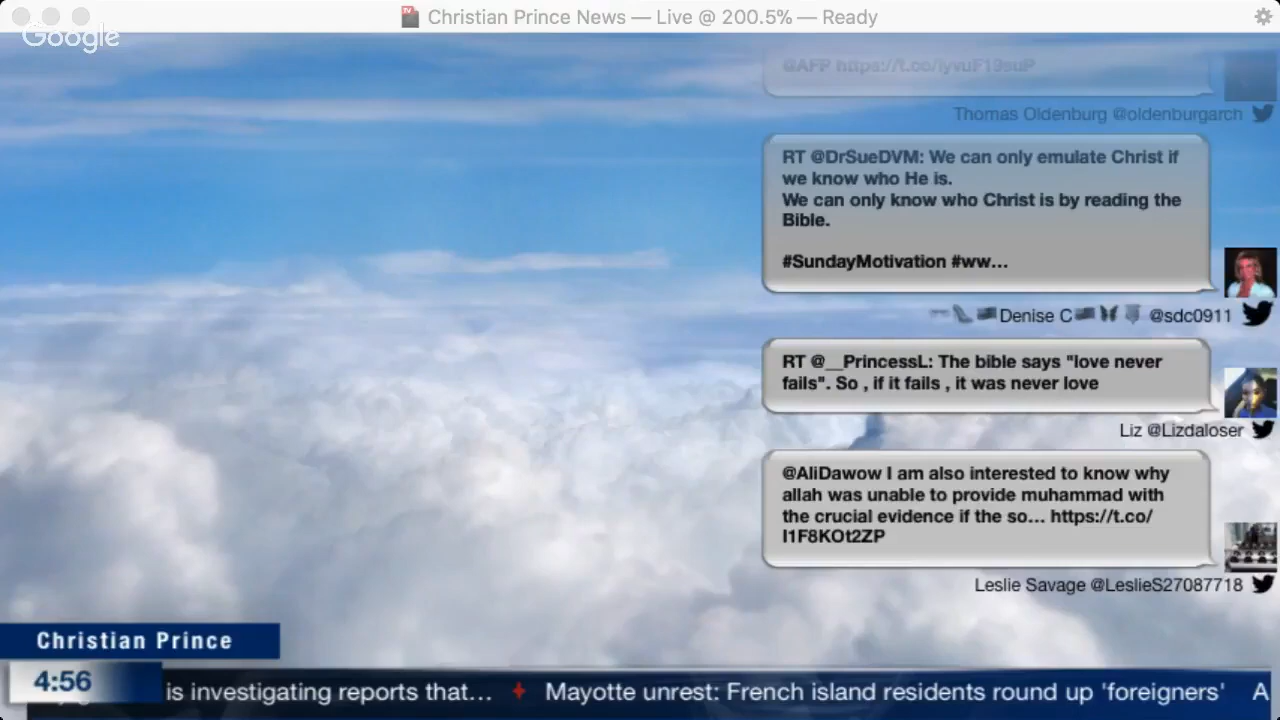 Christian Prince News — Live @ 200.5% — Ready
Google
@AFP https://t.co/lyvuF19suP
Thomas Oldenburg @oldenburgarch
RT @DrSueDVM: We can only emulate Christ if
we know who He is.
We can only know who Christ is by reading the
Bible.
#SundayMotivation #ww...
Denise C @sdc0911
RT @__PrincessL: The bible says "love never
fails". So , if it fails , it was never love
Liz @Lizdaloser
@AliDawow I am also interested to know why
allah was unable to provide muhammad with
the crucial evidence if the so... https://t.co/
I1F8KOt2ZP
Leslie Savage @LeslieS27087718
Christian Prince
4:56
is investigating reports that... Mayotte unrest: French island residents round up 'foreigners' A